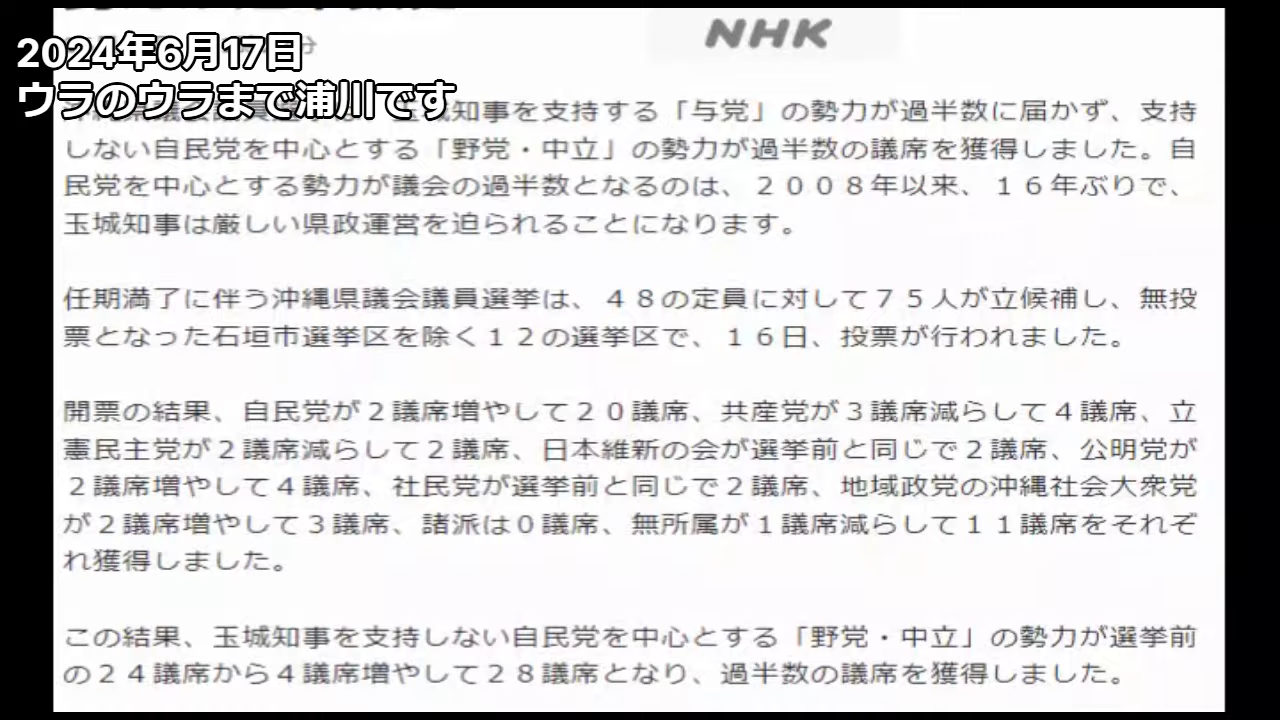 NHK
2024年6月17日
分
ウラのウラまで浦川です
玉城知事を支持する「与党」の勢力が過半数に届かず、支持
しない自民党を中心とする「野党・中立」の勢力が過半数の議席を獲得しました。自
民党を中心とする勢力が議会の過半数となるのは、２００８年以来、１６年ぶりで、
玉城知事は厳しい県政運営を迫られることになります。
任期満了に伴う沖縄県議会議員選挙は、４８の定員に対して７５人が立候補し、無投
票となった石垣市選挙区を除く１２の選挙区で、１６日、投票が行われました。
開票の結果、自民党が２議席増やして２０議席、共産党が３議席減らして４議席、立
憲民主党が２議席減らして２議席、日本維新の会が選挙前と同じで２議席、公明党が
２議席増やして４議席、社民党が選挙前と同じで２議席、地域政党の沖縄社会大衆党
が２議席増やして３議席、諸派は０議席、無所属が１議席減らして１１議席をそれぞ
れ獲得しました。
この結果、玉城知事を支持しない自民党を中心とする「野党・中立」の勢力が選挙前
の２４議席から４議席増やして２８議席となり、過半数の議席を獲得しました。